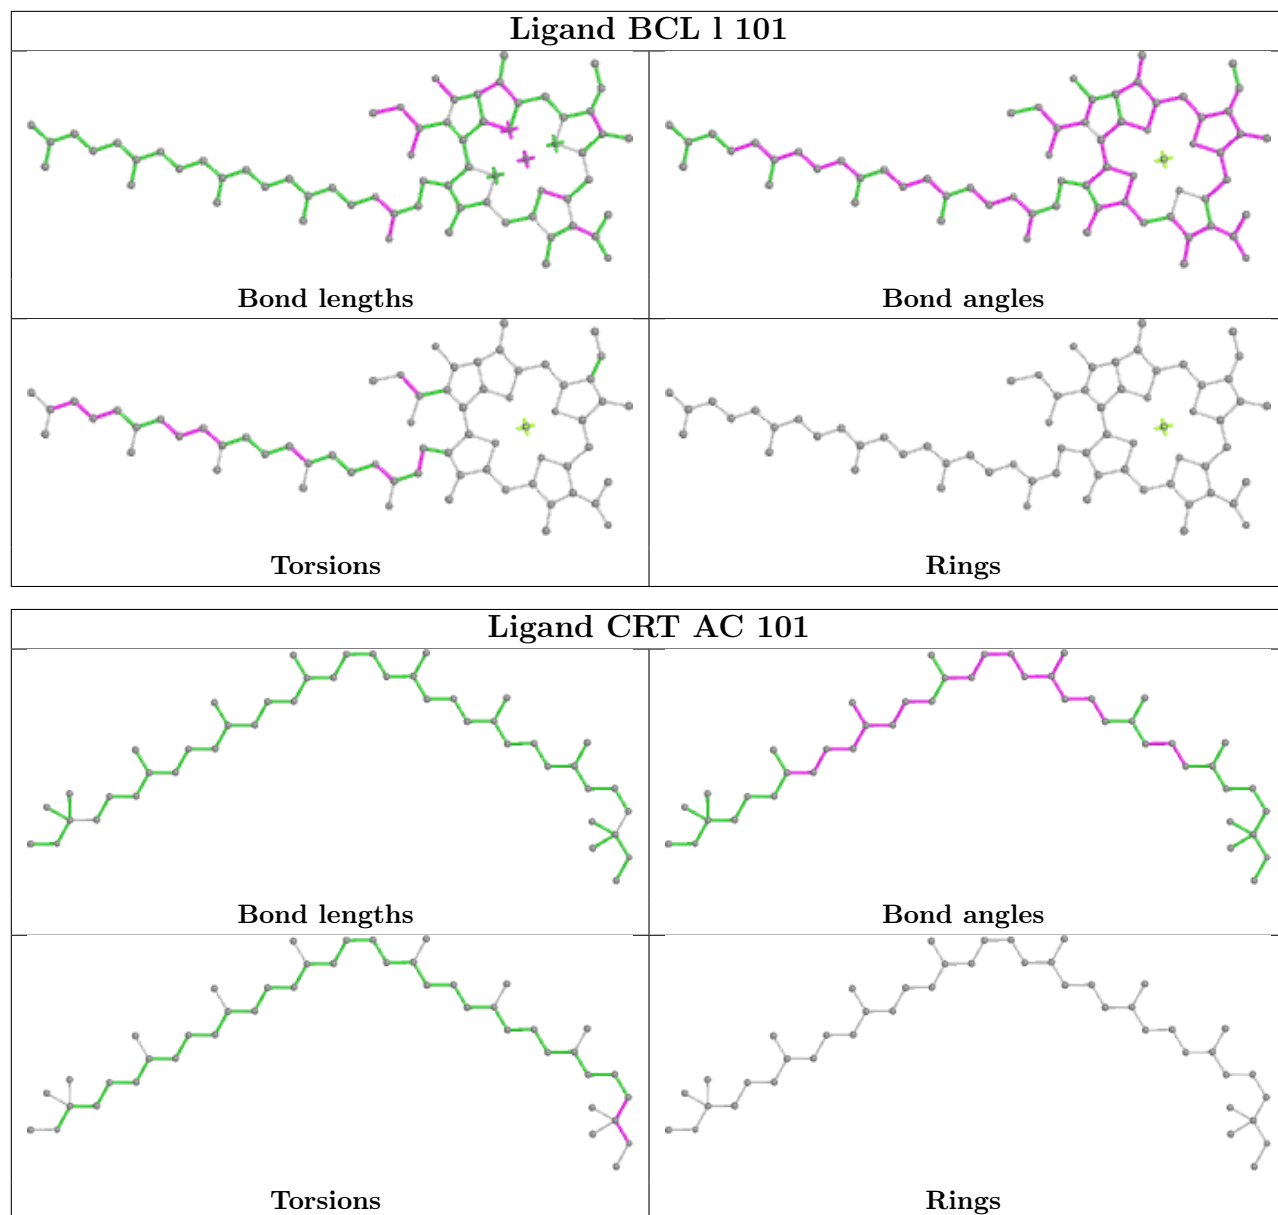 Ligand BCL l 101
Bond lengths
Bond angles
Torsions
Rings
Ligand CRT AC 101
Bond lengths
Bond angles
Torsions
Rings